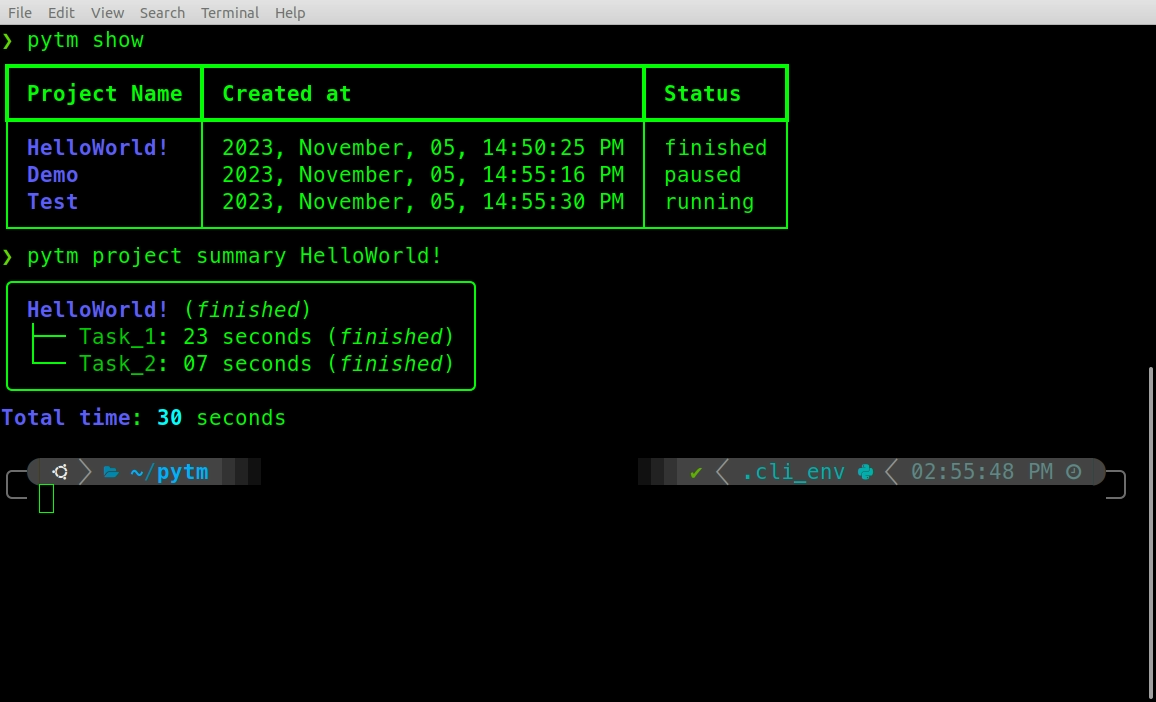 File Edit View Search Terminal Help
❯ pytm show
Project Name Created at Status
HelloWorld! 2023, November, 05, 14:50:25 PM finished
Demo 2023, November, 05, 14:55:16 PM paused
Test 2023, November, 05, 14:55:30 PM running
❯ pytm project summary HelloWorld!
HelloWorld! (finished)
├── Task_1: 23 seconds (finished)
└── Task_2: 07 seconds (finished)
Total time: 30 seconds
~/pytm ✔ .cli_env 02:55:48 PM